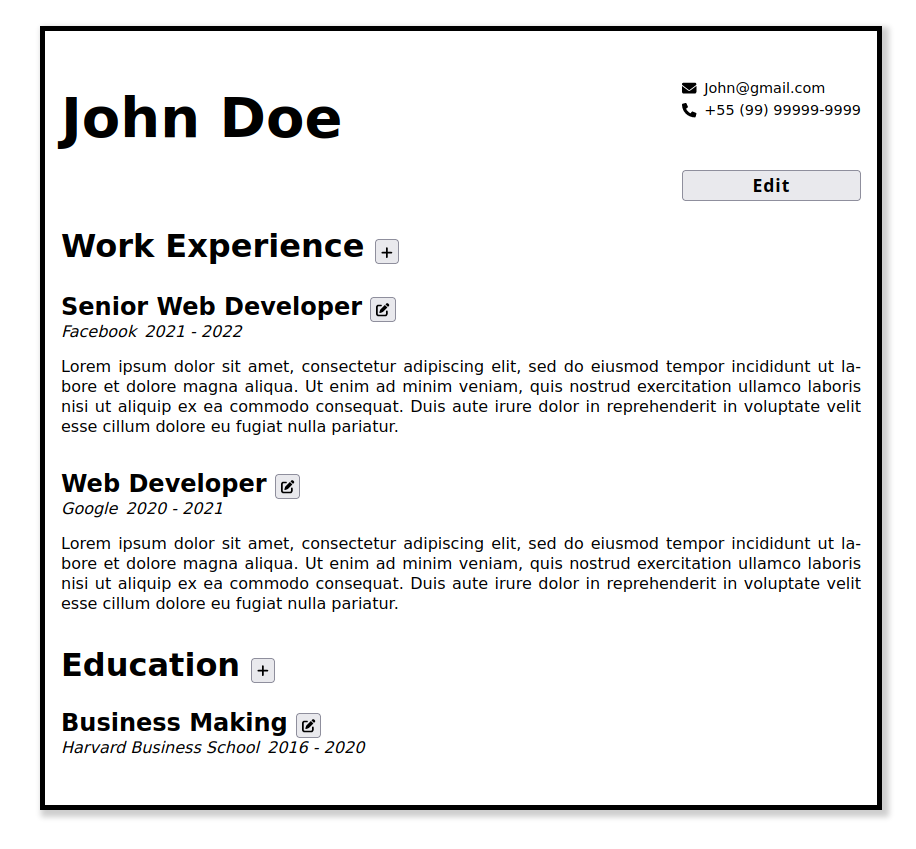 John Doe
John@gmail.com
+55 (99) 99999-9999
Edit
Work Experience +
Senior Web Developer
Facebook 2021 - 2022
Lorem ipsum dolor sit amet, consectetur adipiscing elit, sed do eiusmod tempor incididunt ut la-
bore et dolore magna aliqua. Ut enim ad minim veniam, quis nostrud exercitation ullamco laboris
nisi ut aliquip ex ea commodo consequat. Duis aute irure dolor in reprehenderit in voluptate velit
esse cillum dolore eu fugiat nulla pariatur.
Web Developer
Google 2020 - 2021
Lorem ipsum dolor sit amet, consectetur adipiscing elit, sed do eiusmod tempor incididunt ut la-
bore et dolore magna aliqua. Ut enim ad minim veniam, quis nostrud exercitation ullamco laboris
nisi ut aliquip ex ea commodo consequat. Duis aute irure dolor in reprehenderit in voluptate velit
esse cillum dolore eu fugiat nulla pariatur.
Education +
Business Making
Harvard Business School 2016 - 2020